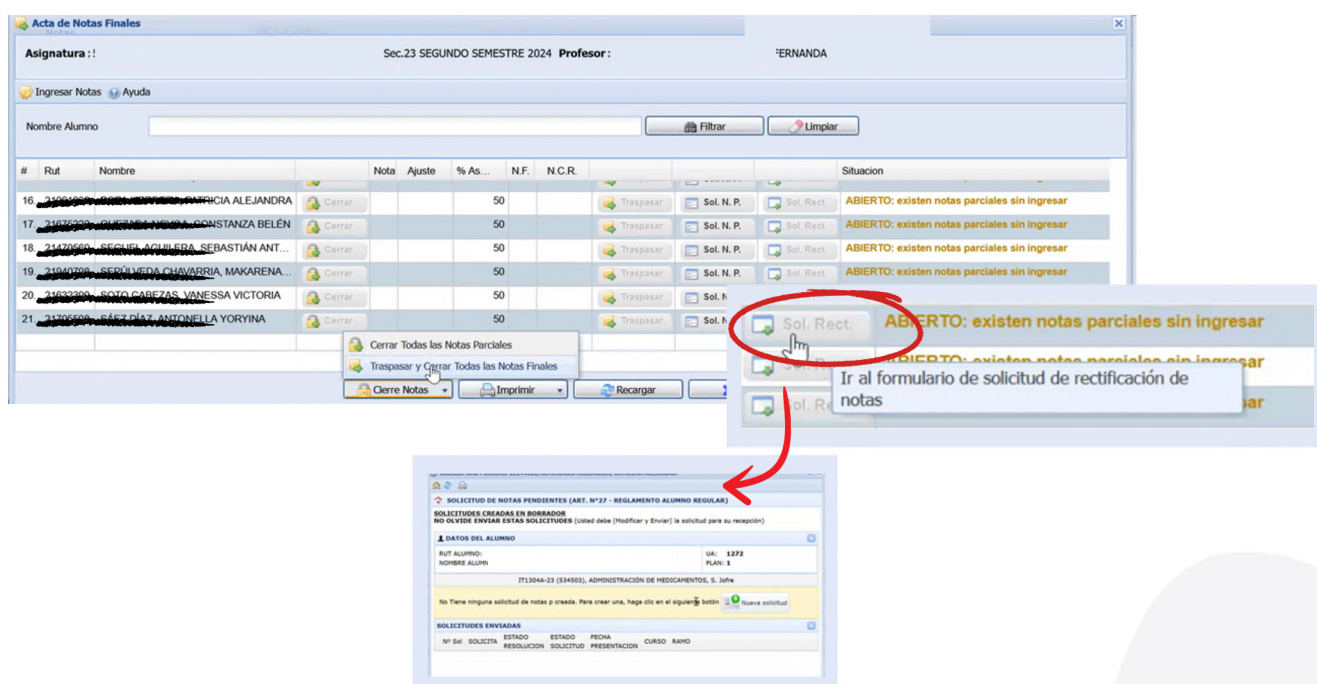 Acta de Notas Finales
Asignatura : Sec.23 SEGUNDO SEMESTRE 2024 Profesor : FERNANDA
Ingresar Notas Ayuda
Nombre Alumno Filtrar Limpiar
# Rut Nombre Nota Ajuste % As... N.F. N.C.R. Situacion
16. ALEJANDRA Cerrar 50 Traspasar Sol. N. P. Sol. Rect. ABIERTO: existen notas parciales sin ingresar
17. BELÉN Cerrar 50 Traspasar Sol. N. P. Sol. Rect. ABIERTO: existen notas parciales sin ingresar
18. SEBASTIÁN ANT... Cerrar 50 Traspasar Sol. N. P. Sol. Rect. ABIERTO: existen notas parciales sin ingresar
19. MAKARENA... Cerrar 50 Traspasar Sol. N. P. Sol. Rect. ABIERTO: existen notas parciales sin ingresar
20. VANESSA VICTORIA Cerrar 50 Traspasar Sol. N
21. YORYINA Cerrar 50 Traspasar Sol. N
Cerrar Todas las Notas Parciales
Traspasar y Cerrar Todas las Notas Finales
Cierre Notas Imprimir Recargar
Sol. Rect. ABIERTO: existen notas parciales sin ingresar
ABIERTO: existen notas parciales sin ingresar
Ir al formulario de solicitud de rectificación de
notas
SOLICITUD DE NOTAS PENDIENTES (ART. N°27 - REGLAMENTO ALUMNO REGULAR)
SOLICITUDES CREADAS EN BORRADOR
NO OLVIDE ENVIAR ESTAS SOLICITUDES (Usted debe [Modificar y Enviar] la solicitud para su recepción)
DATOS DEL ALUMNO
RUT ALUMNO: UA: 1272
NOMBRE ALUMN PLAN: 1
IT1304A-23 (534503), ADMINISTRACIÓN DE MEDICAMENTOS, S. Jofre
No Tiene ninguna solicitud de notas p creada. Para crear una, haga clic en el siguiente botón Nueva solicitud
SOLICITUDES ENVIADAS
Nº Sol SOLICITA ESTADO RESOLUCION ESTADO SOLICITUD FECHA PRESENTACION CURSO RAMO